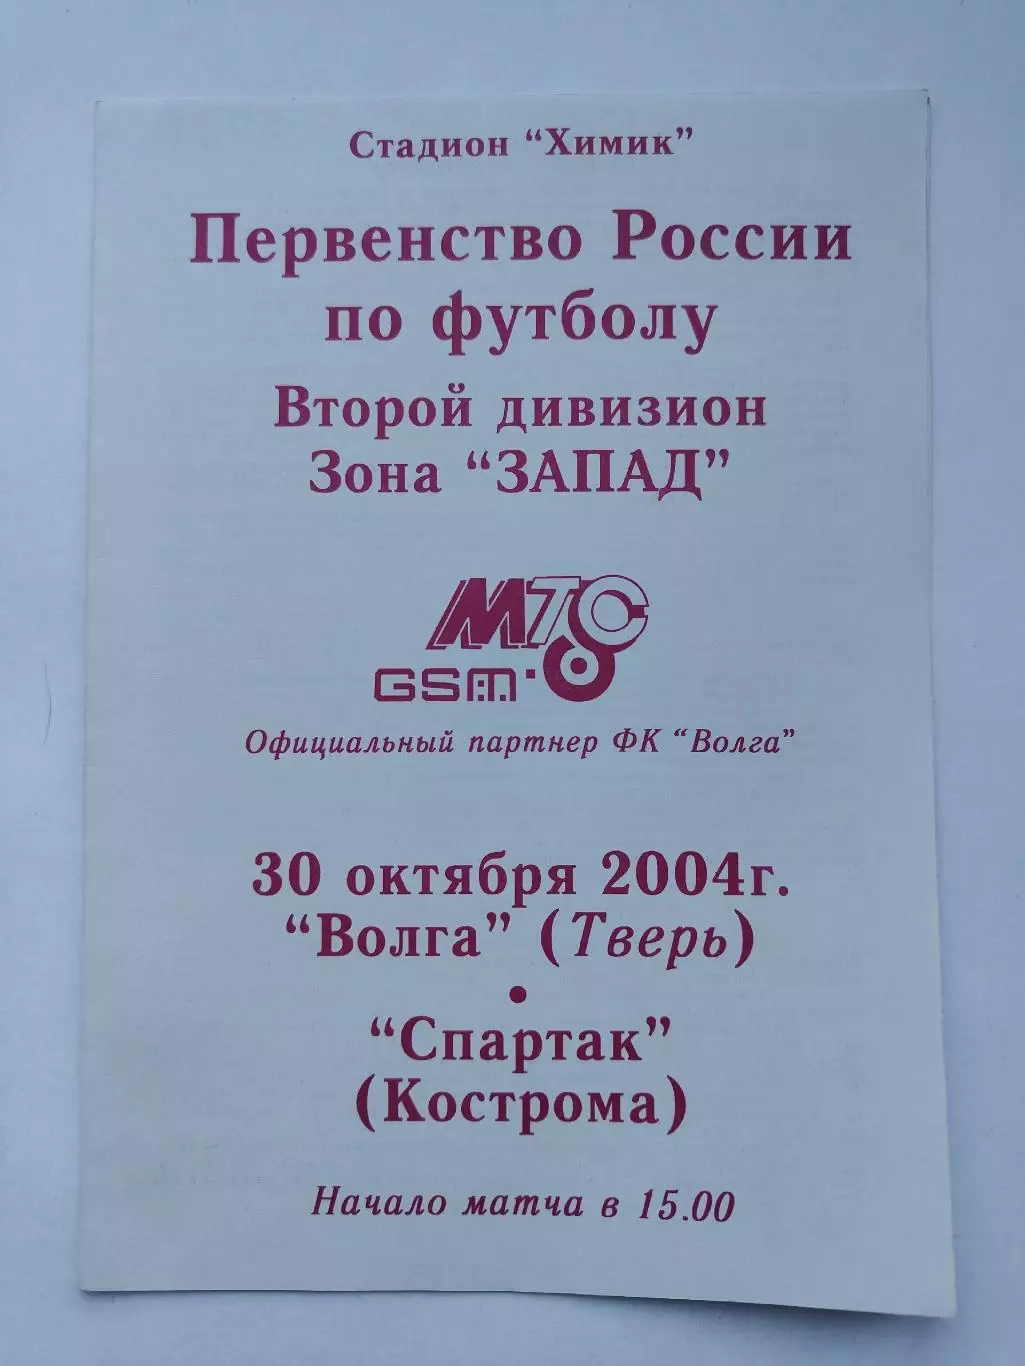 Стадион “Химик”
Первенство России
по футболу
Второй дивизион
Зона “ЗАПАД”
МТС
GSM
Официальный партнер ФК “Волга”
30 октября 2004г.
“Волга” (Тверь)
•
“Спартак”
(Кострома)
Начало матча в 15.00